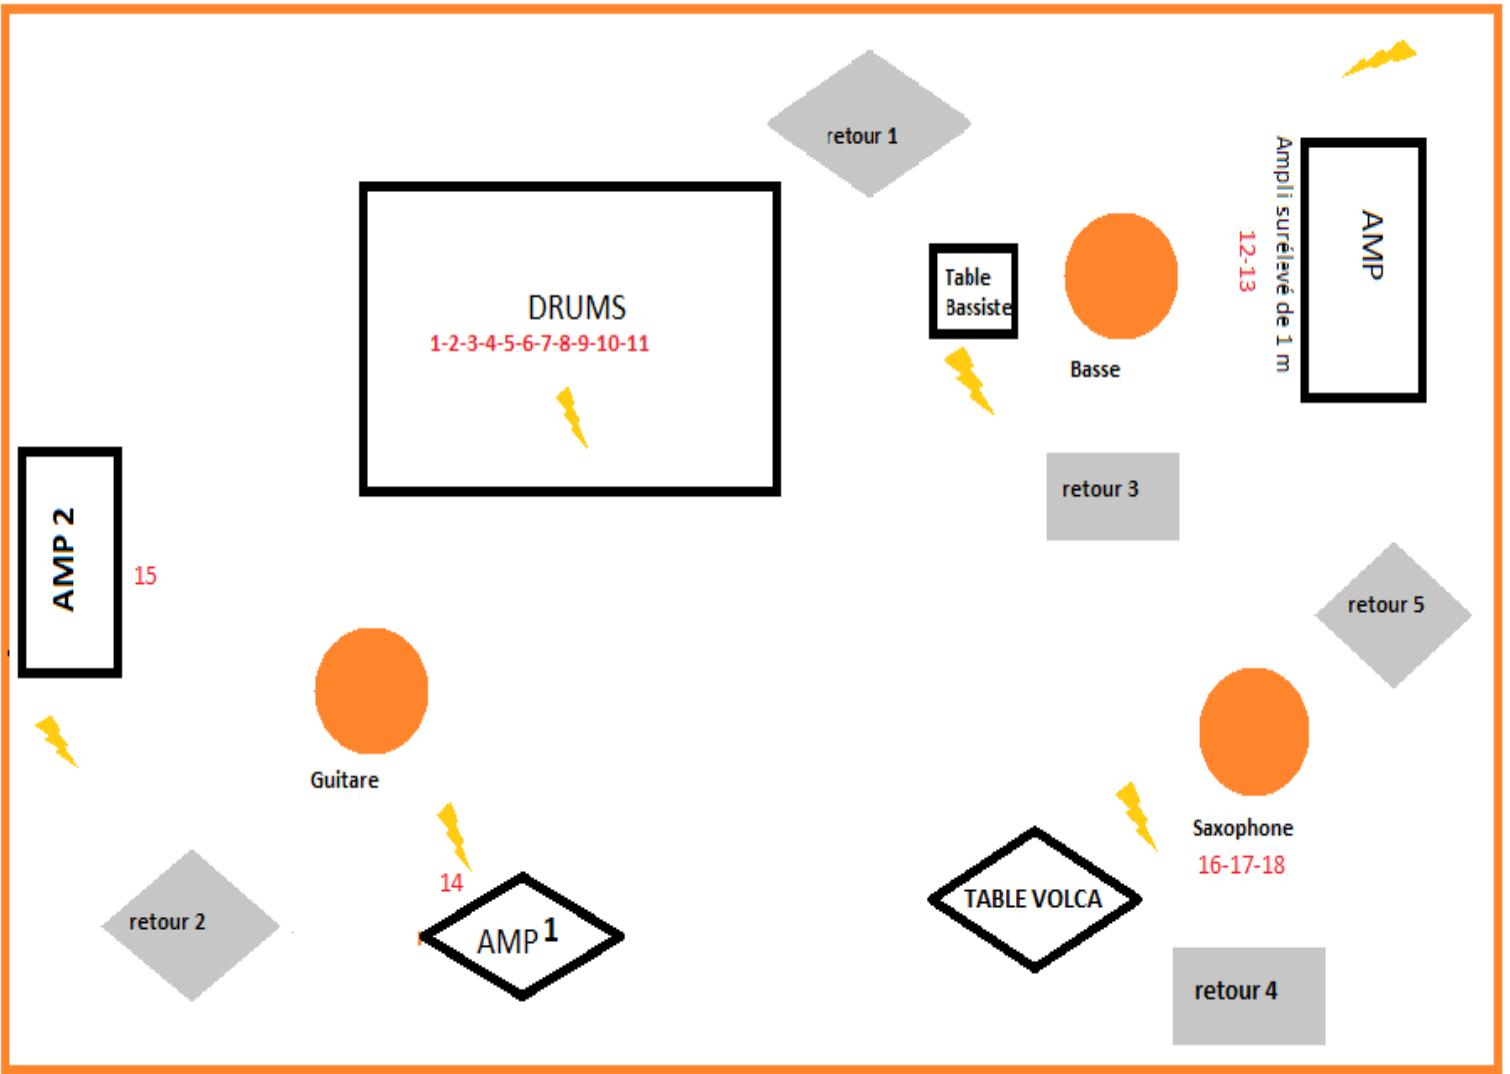 retour 1
Ampli surélevé de 1 m
AMP
12-13
Table
Bassiste
Basse
DRUMS
1-2-3-4-5-6-7-8-9-10-11
retour 3
AMP 2
15
retour 5
Guitare
Saxophone
16-17-18
14
AMP 1
TABLE VOLCA
retour 2
retour 4